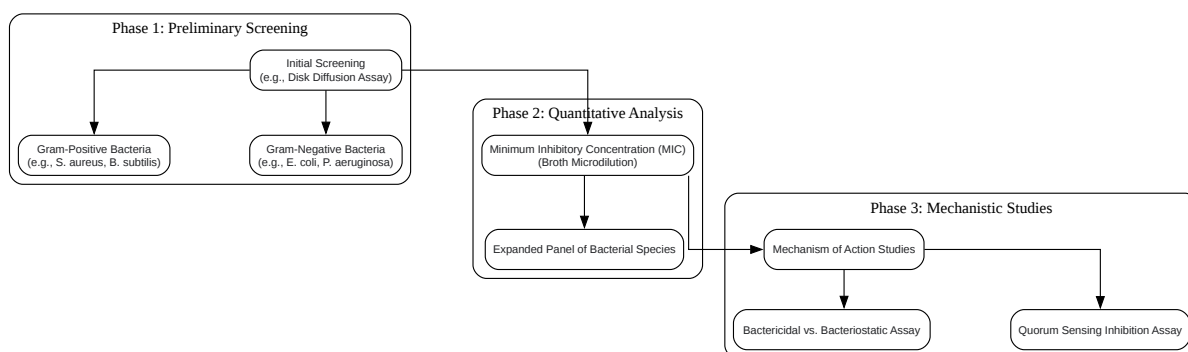 Phase 1: Preliminary Screening
Initial Screening
(e.g., Disk Diffusion Assay)
Gram-Positive Bacteria
(e.g., S. aureus, B. subtilis)
Gram-Negative Bacteria
(e.g., E. coli, P. aeruginosa)
Phase 2: Quantitative Analysis
Minimum Inhibitory Concentration (MIC)
(Broth Microdilution)
Expanded Panel of Bacterial Species
Phase 3: Mechanistic Studies
Mechanism of Action Studies
Bactericidal vs. Bacteriostatic Assay
Quorum Sensing Inhibition Assay